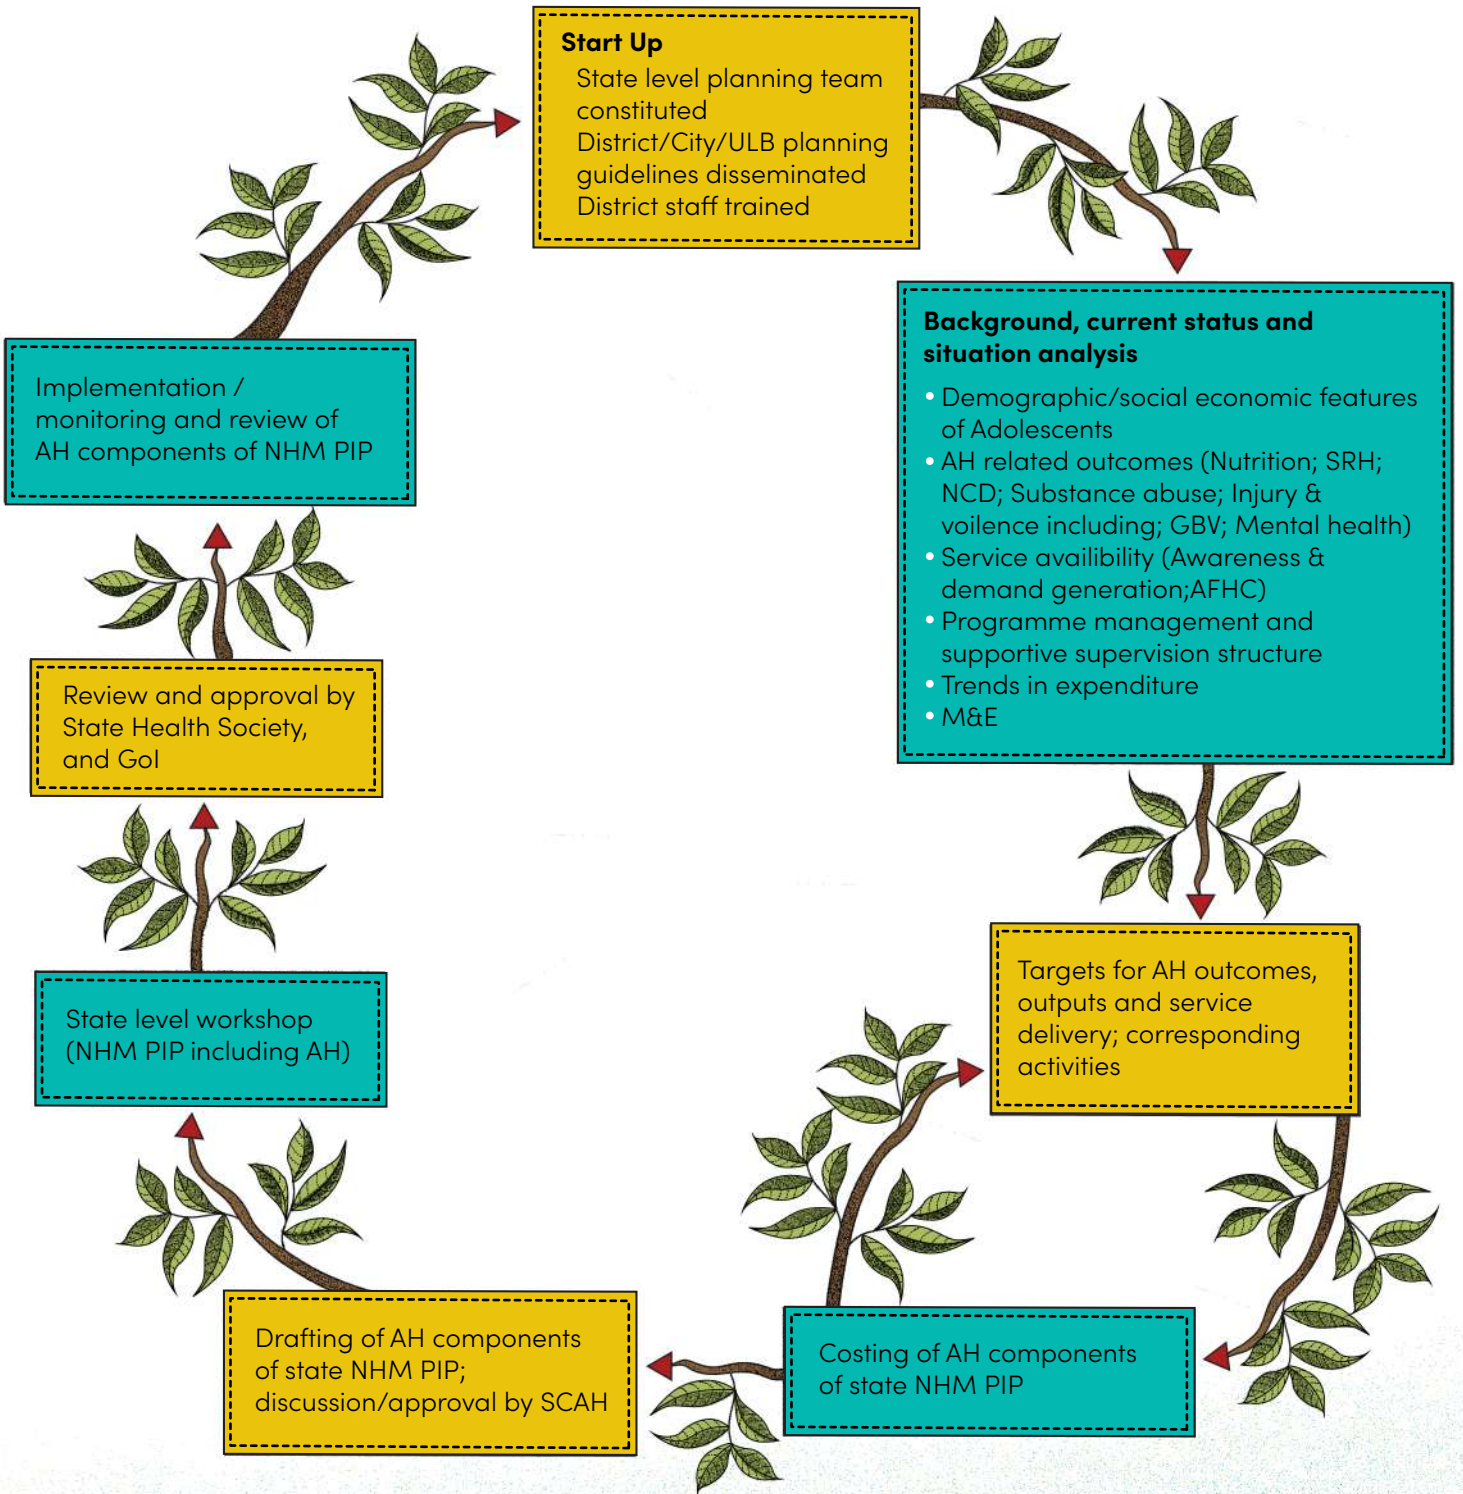 Start Up
State level planning team
constituted
District/City/ULB planning
guidelines disseminated
District staff trained
Background, current status and
situation analysis
• Demographic/social economic features
of Adolescents
• AH related outcomes (Nutrition; SRH;
NCD; Substance abuse; Injury &
voilence including; GBV; Mental health)
• Service availibility (Awareness &
demand generation;AFHC)
• Programme management and
supportive supervision structure
• Trends in expenditure
• M&E
Targets for AH outcomes,
outputs and service
delivery; corresponding
activities
Costing of AH components
of state NHM PIP
Drafting of AH components
of state NHM PIP;
discussion/approval by SCAH
State level workshop
(NHM PIP including AH)
Review and approval by
State Health Society,
and GoI
Implementation /
monitoring and review of
AH components of NHM PIP